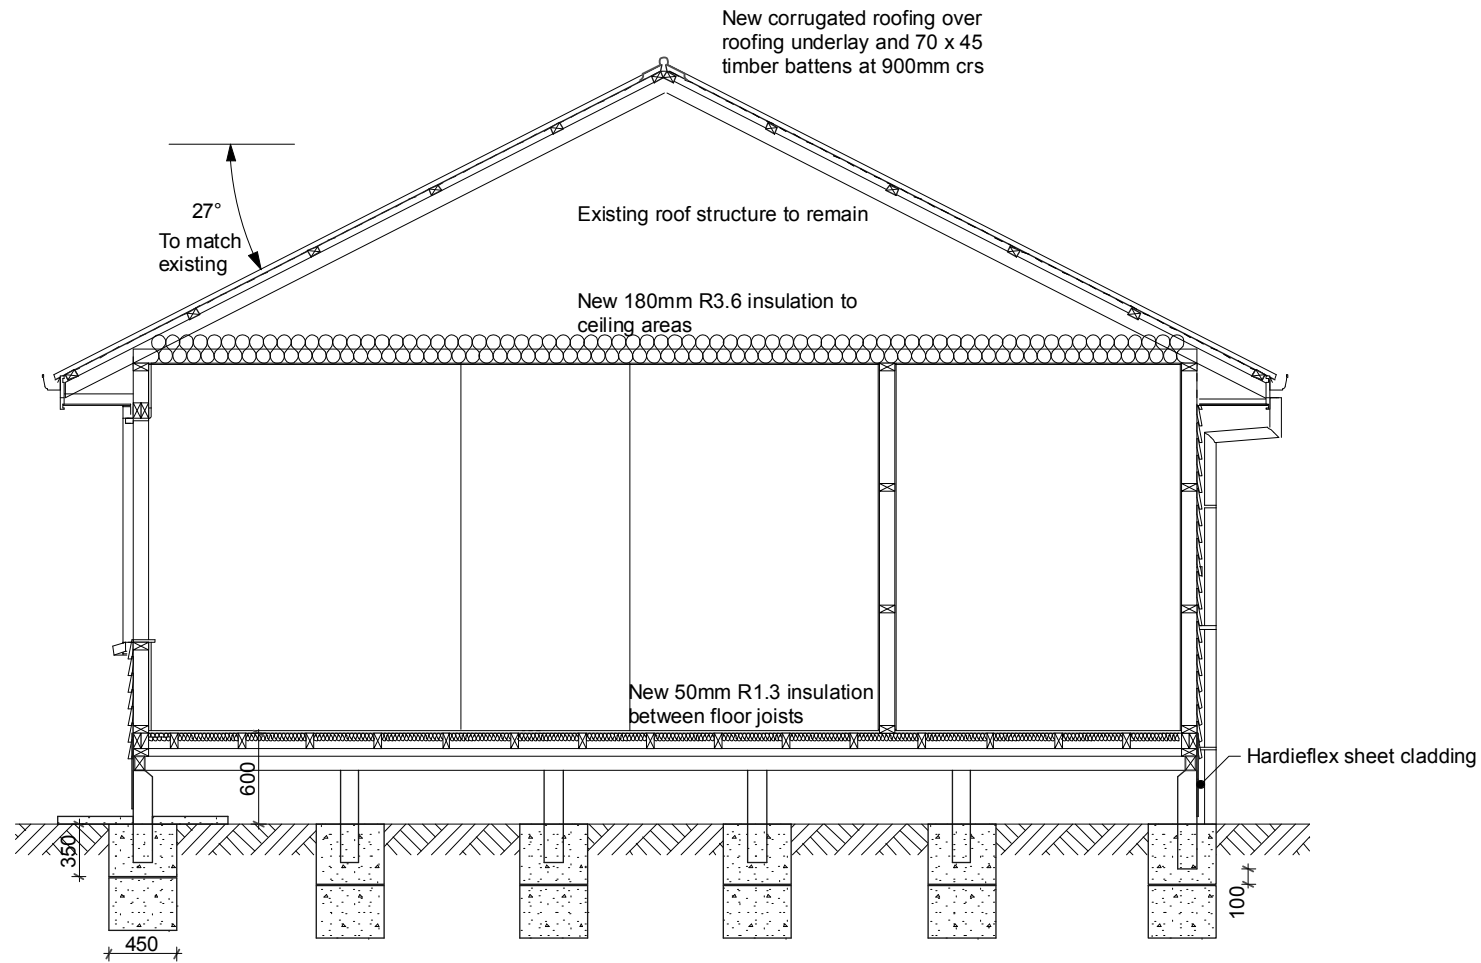 New corrugated roofing over
roofing underlay and 70 x 45
timber battens at 900mm crs
27°
To match
existing
Existing roof structure to remain
New 180mm R3.6 insulation to
ceiling areas
New 50mm R1.3 insulation
between floor joists
Hardieflex sheet cladding
600
350
100
450